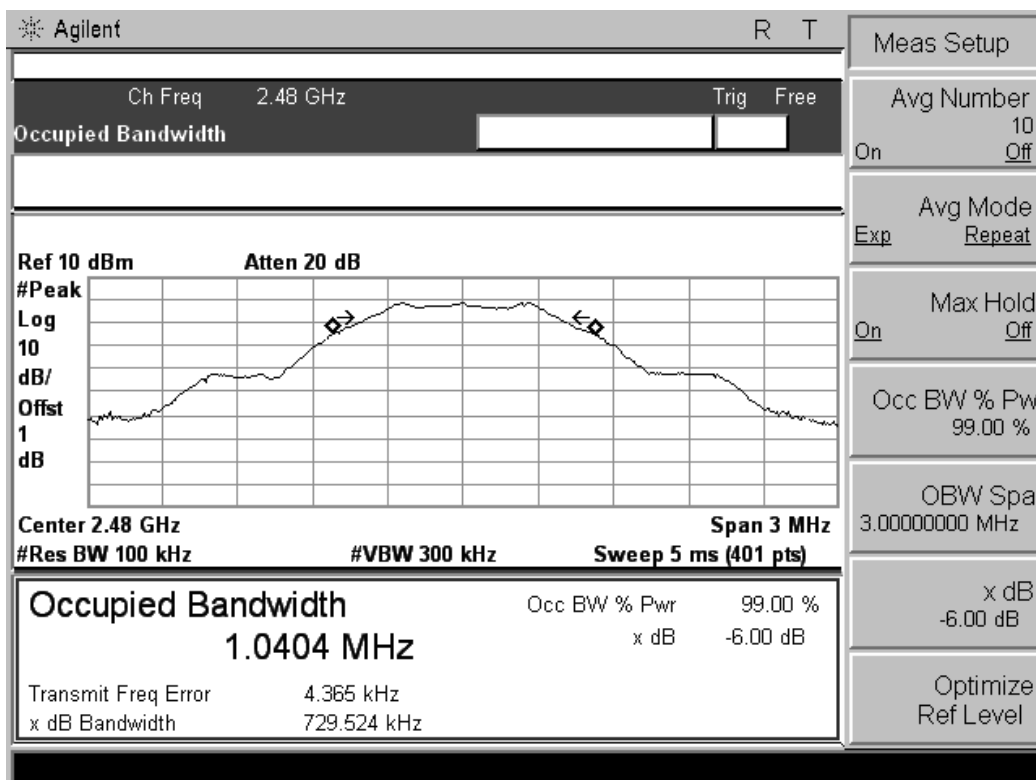 Agilent R T
Ch Freq 2.48 GHz Trig Free
Occupied Bandwidth
Ref 10 dBm Atten 20 dB
#Peak
Log
10
dB/
Offst
1
dB
Center 2.48 GHz Span 3 MHz
#Res BW 100 kHz #VBW 300 kHz Sweep 5 ms (401 pts)
Occupied Bandwidth
1.0404 MHz
Occ BW % Pwr 99.00 %
x dB -6.00 dB
Transmit Freq Error 4.365 kHz
x dB Bandwidth 729.524 kHz
Meas Setup
Avg Number
10
On Off
Avg Mode
Exp Repeat
Max Hold
On Off
Occ BW % Pw
99.00 %
OBW Spa
3.00000000 MHz
x dB
-6.00 dB
Optimize
Ref Level